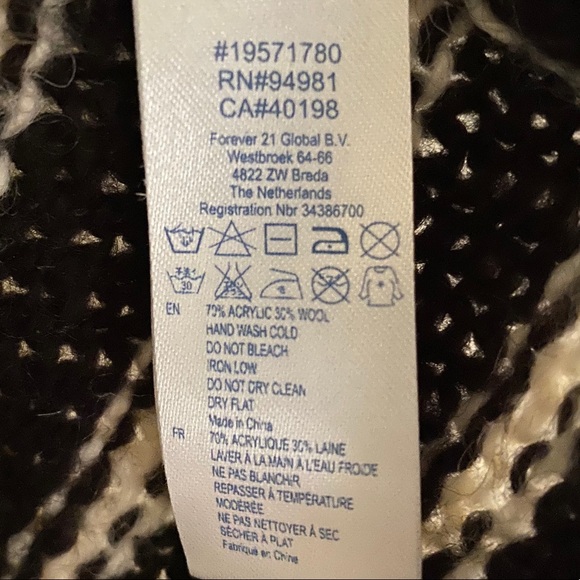 #19571780
RN#94981
CA#40198
Forever 21 Global B.V.
Westbroek 64-66
4822 ZW Breda
The Netherlands
Registration Nbr 34386700
30
EN
70% ACRYLIC 30% WOOL
HAND WASH COLD
DO NOT BLEACH
IRON LOW
DO NOT DRY CLEAN
DRY FLAT
Made in China
FR
70% ACRYLIQUE 30% LAINE
LAVER À LA MAIN À L'EAU FROIDE
NE PAS BLANCHIR
REPASSER À TEMPÉRATURE
MODÉRÉE
NE PAS NETTOYER À SEC
SÉCHER À PLAT
Fabriqué en Chine